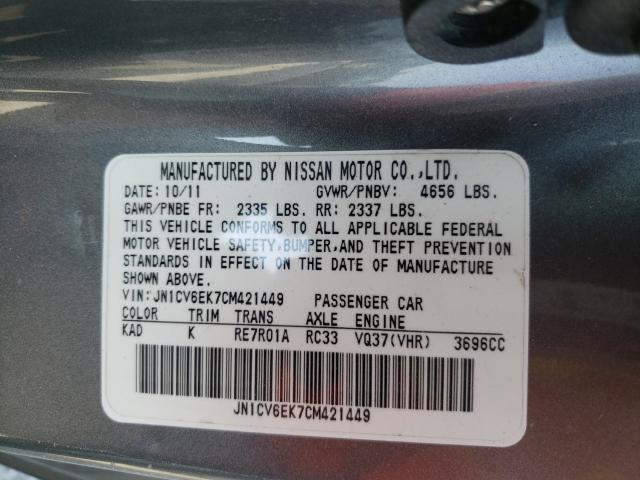 MANUFACTURED BY NISSAN MOTOR CO.,LTD.
DATE: 10/11 GVWR/PNBV: 4656 LBS.
GAWR/PNBE FR: 2335 LBS. RR: 2337 LBS.
THIS VEHICLE CONFORMS TO ALL APPLICABLE FEDERAL
MOTOR VEHICLE SAFETY,BUMPER,AND THEFT PREVENTION
STANDARDS IN EFFECT ON THE DATE OF MANUFACTURE
SHOWN ABOVE.
VIN:JN1CV6EK7CM421449 PASSENGER CAR
COLOR TRIM TRANS AXLE ENGINE
KAD K RE7R01A RC33 VQ37(VHR) 3696CC
JN1CV6EK7CM421449